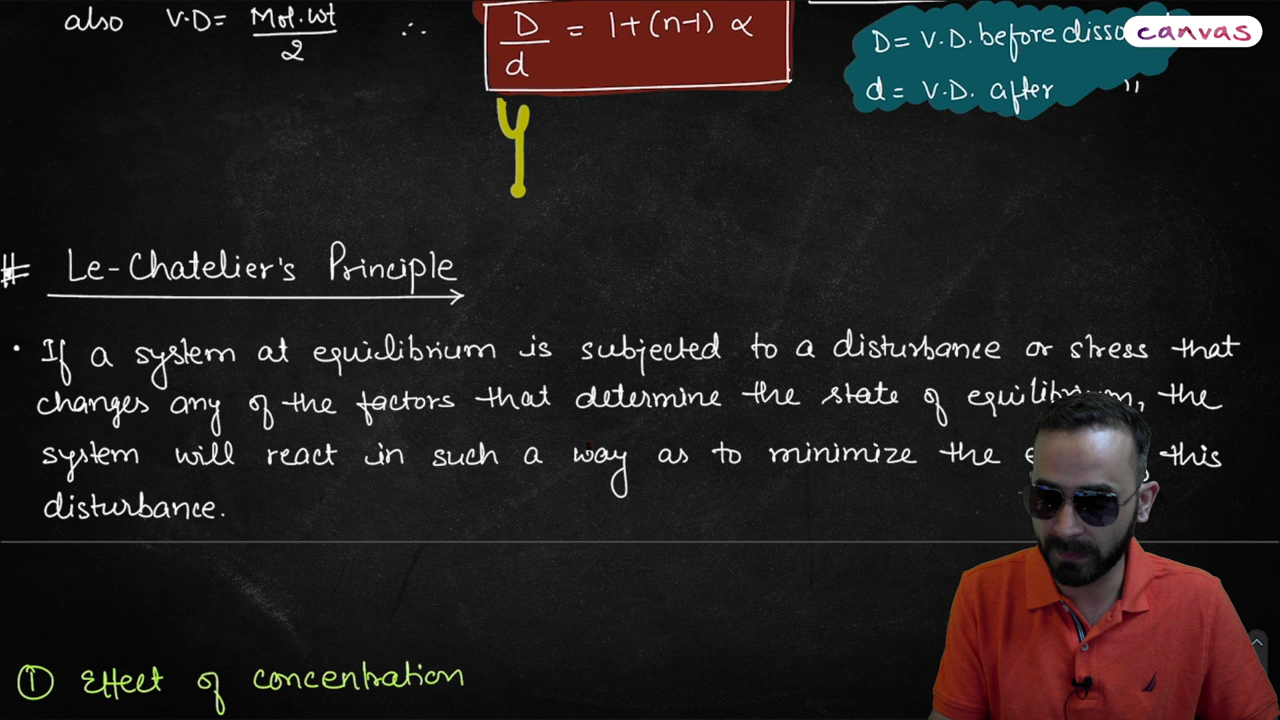 also V.D = Mol. wt / 2 ∴ D/d = 1 + (n-1) α
D = V.D. before
canvas
d = V.D. after "
# Le-Chatelier's Principle
• If a system at equilibrium is subjected to a disturbance or stress that
changes any of the factors that determine the state of equilibrium, the
system will react in such a way as to minimize the this
disturbance.
① Effect of concentration